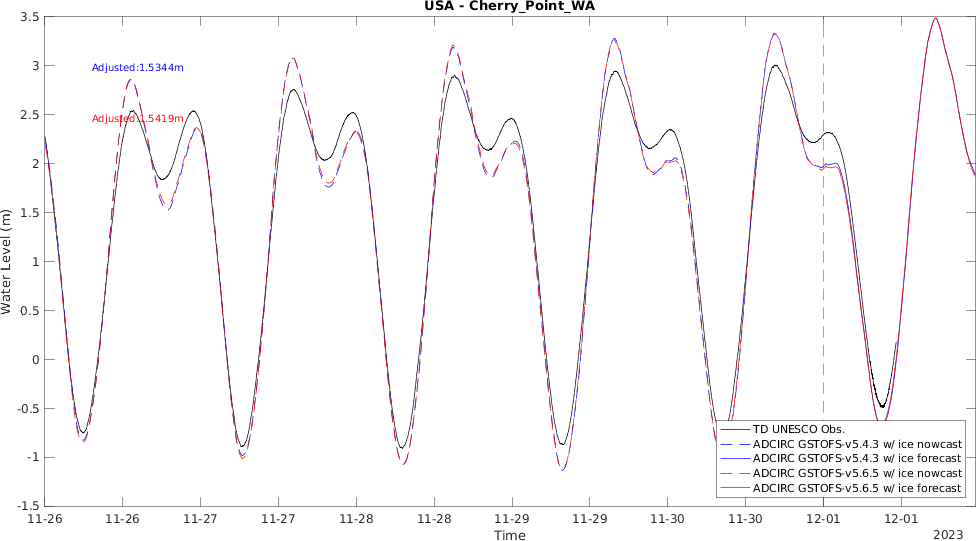 USA - Cherry_Point_WA
3.5
3
2.5
2
1.5
1
0.5
0
-0.5
-1
-1.5
Water Level (m)
Adjusted:1.5344m
Adjusted:1.5419m
TD UNESCO Obs.
ADCIRC GSTOFS-v5.4.3 w/ ice nowcast
ADCIRC GSTOFS-v5.4.3 w/ ice forecast
ADCIRC GSTOFS-v5.6.5 w/ ice nowcast
ADCIRC GSTOFS-v5.6.5 w/ ice forecast
11-26 11-26 11-27 11-27 11-28 11-28 11-29 11-29 11-30 11-30 12-01 12-01
Time
2023